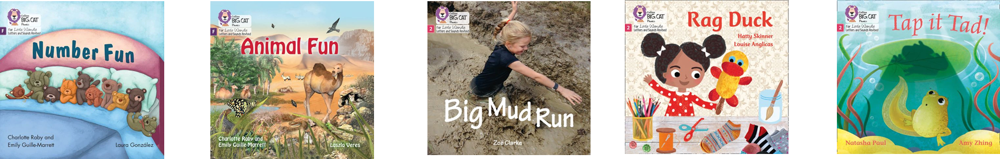 Collins
BIG CAT
Phonics
F
for Little Wandle
Letters and Sounds Revised
Number Fun
Charlotte Raby and
Emily Guille-Marrett
Laura González
Collins
BIG CAT
Phonics
F
for Little Wandle
Letters and Sounds Revised
Animal Fun
Charlotte Raby and
Emily Guille-Marrett
Laszlo Veres
Collins
BIG CAT
Phonics
2
for Little Wandle
Letters and Sounds Revised
Big Mud Run
Zoë Clarke
Collins
BIG CAT
Phonics
2
for Little Wandle
Letters and Sounds Revised
Rag Duck
Hatty Skinner
Louise Anglicas
Collins
BIG CAT
Phonics
2
for Little Wandle
Letters and Sounds Revised
Tap it Tad!
Natasha Paul
Amy Zhing